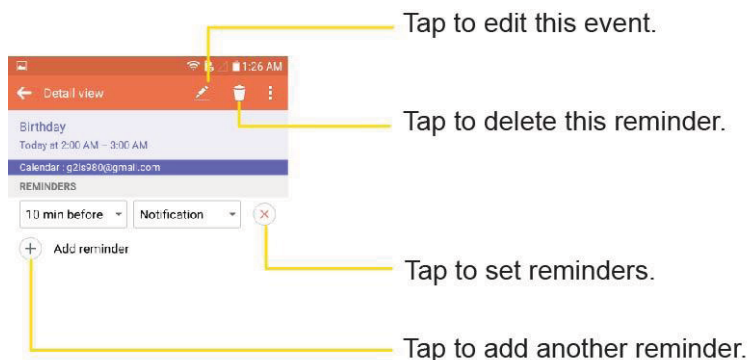 Tap to edit this event.
1:26 AM
Detail view
Tap to delete this reminder.
Birthday
Today at 2:00 AM – 3:00 AM
Calendar : g2ls980@gmail.com
REMINDERS
10 min before Notification
Add reminder
Tap to set reminders.
Tap to add another reminder.